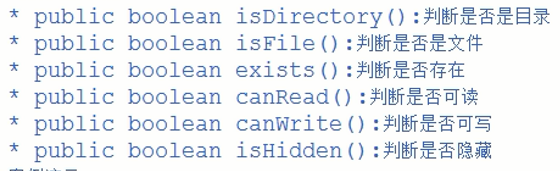 * public boolean isDirectory():判断是否是目录
* public boolean isFile():判断是否是文件
* public boolean exists():判断是否存在
* public boolean canRead():判断是否可读
* public boolean canWrite():判断是否可写
* public boolean isHidden():判断是否隐藏